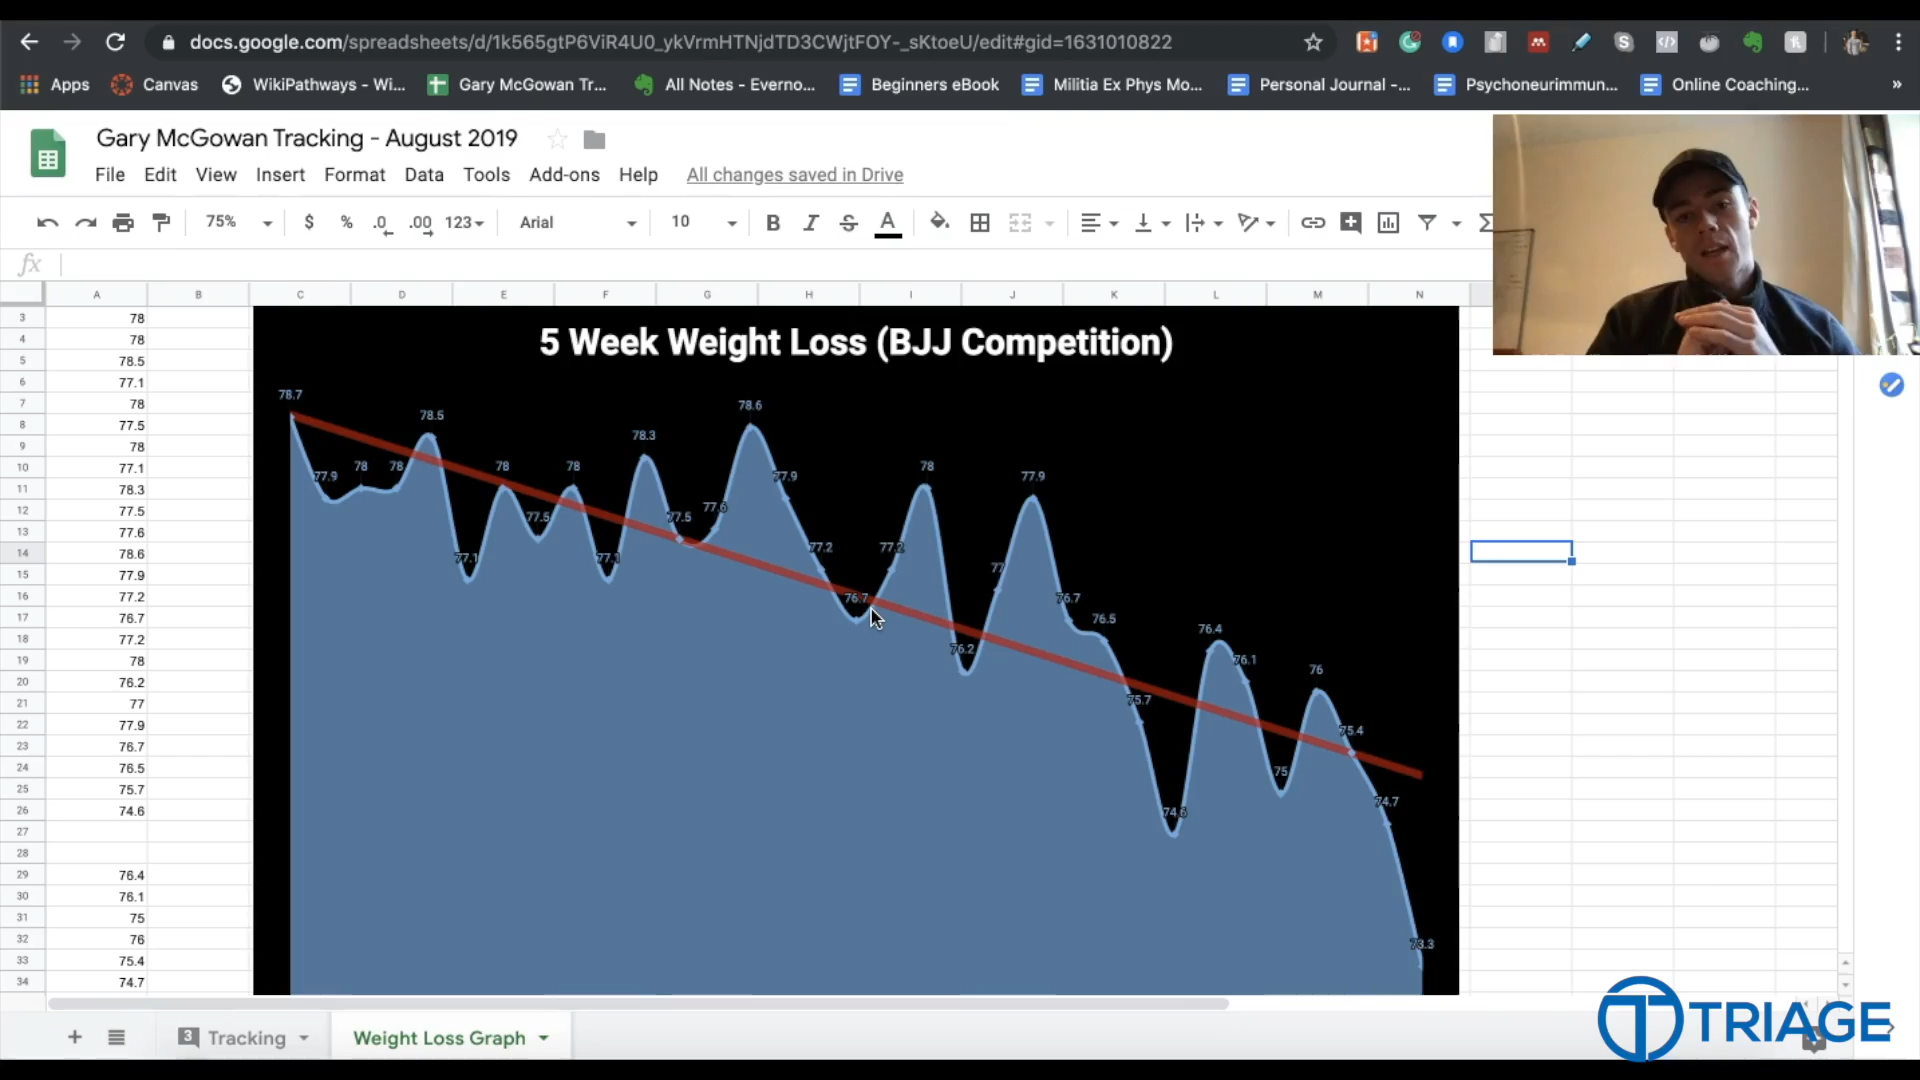 docs.google.com/spreadsheets/d/1k565gtP6ViR4U0_ykVrmHTNjdTD3CWjtFOY-_sKtoeU/edit#gid=1631010822
Apps Canvas WikiPathways - Wi... Gary McGowan Tr... All Notes - Everno... Beginners eBook Militia Ex Phys Mo... Personal Journal -... Psychoneurimmun... Online Coaching... »
Gary McGowan Tracking - August 2019
File Edit View Insert Format Data Tools Add-ons Help All changes saved in Drive
75% $ % .0 .00 123 Arial 10 B I S A Σ
fx
A B C D E F G H I J K L M N
3 78
4 78
5 78.5
6 77.1
7 78
8 77.5
9 78
10 77.1
11 78.3
12 77.5
13 77.6
14 78.6
15 77.9
16 77.2
17 76.7
18 77.2
19 78
20 76.2
21 77
22 77.9
23 76.7
24 76.5
25 75.7
26 74.6
27
28
29 76.4
30 76.1
31 75
32 76
33 75.4
34 74.7
5 Week Weight Loss (BJJ Competition)
78.7 77.9 78 78 78.5 77.1 78 77.5 78 77.1 78.3 77.5 77.6 78.6 77.9 77.2 76.7 77.2 78 76.2 77 77.9 76.7 76.5 75.7 74.6 76.4 76.1 75 76 75.4 74.7 73.3
+ 3 Tracking Weight Loss Graph
TRIAGE